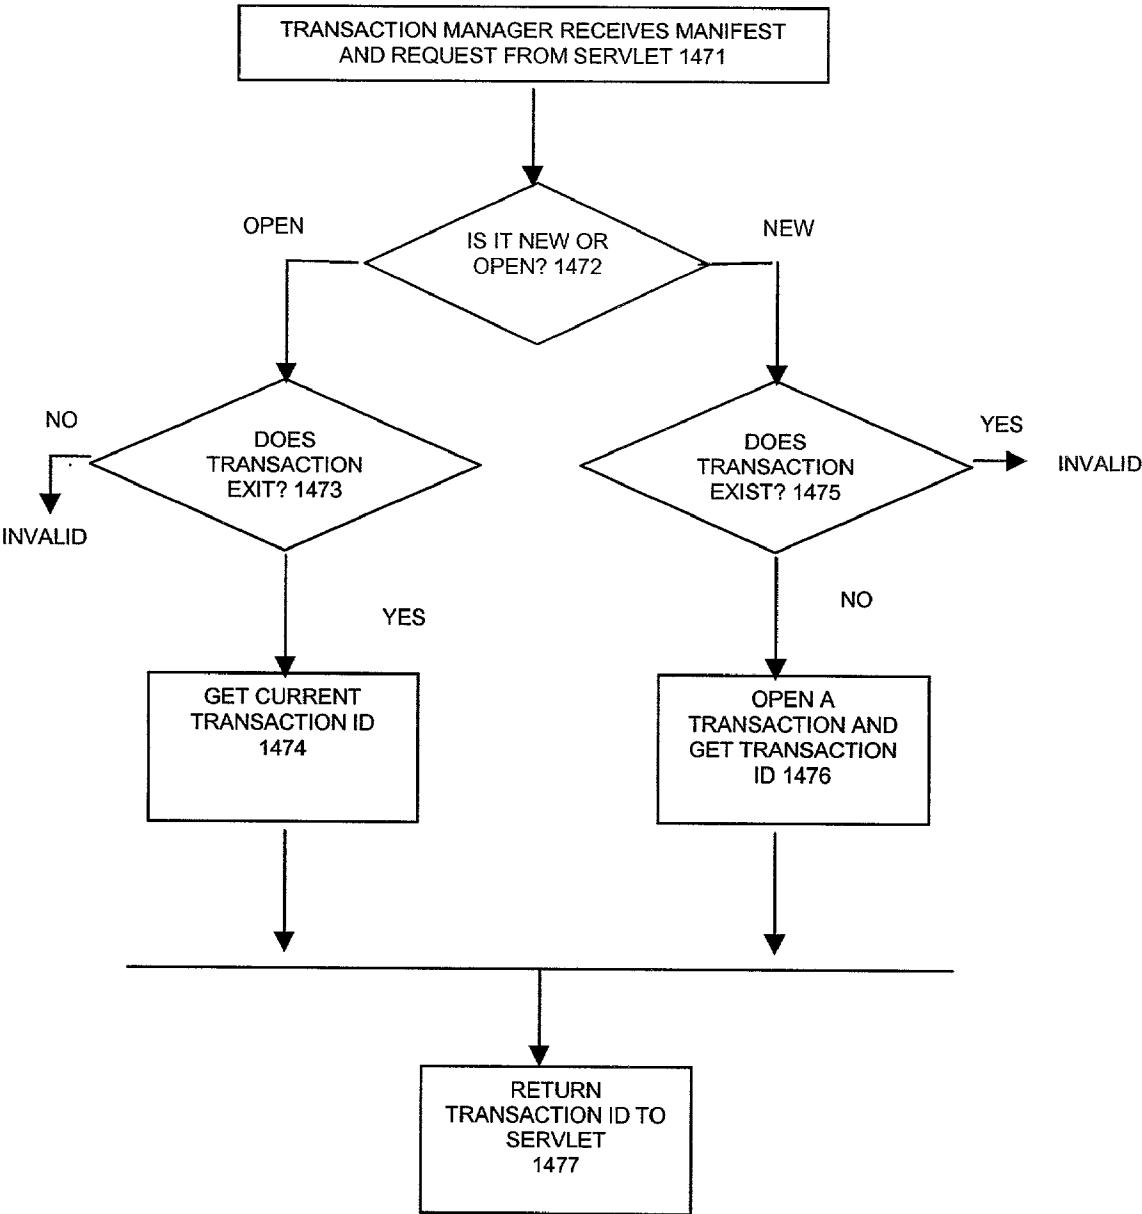 TRANSACTION MANAGER RECEIVES MANIFEST
AND REQUEST FROM SERVLET 1471
OPEN
IS IT NEW OR
OPEN? 1472
NEW
NO
DOES
TRANSACTION
EXIT? 1473
INVALID
DOES
TRANSACTION
EXIST? 1475
YES
INVALID
YES
NO
GET CURRENT
TRANSACTION ID
1474
OPEN A
TRANSACTION AND
GET TRANSACTION
ID 1476
RETURN
TRANSACTION ID TO
SERVLET
1477